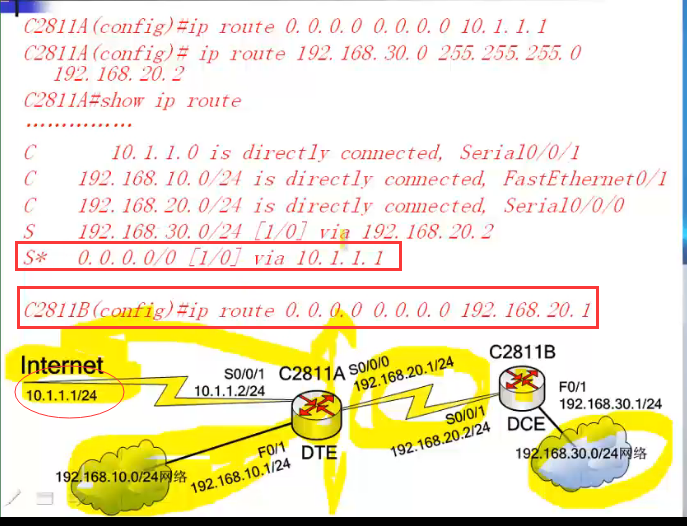 C2811A(config)#ip route 0.0.0.0 0.0.0.0 10.1.1.1
C2811A(config)# ip route 192.168.30.0 255.255.255.0
192.168.20.2
C2811A#show ip route
……………
C 10.1.1.0 is directly connected, Serial0/0/1
C 192.168.10.0/24 is directly connected, FastEthernet0/1
C 192.168.20.0/24 is directly connected, Serial0/0/0
S 192.168.30.0/24 [1/0] via 192.168.20.2
S* 0.0.0.0/0 [1/0] via 10.1.1.1
C2811B(config)#ip route 0.0.0.0 0.0.0.0 192.168.20.1
Internet
10.1.1.1/24
S0/0/1
10.1.1.2/24
C2811A
DTE
S0/0/0
192.168.20.1/24
C2811B
DCE
S0/0/1
192.168.20.2/24
F0/1
192.168.30.1/24
F0/1
192.168.10.1/24
192.168.10.0/24网络
192.168.30.0/24网络